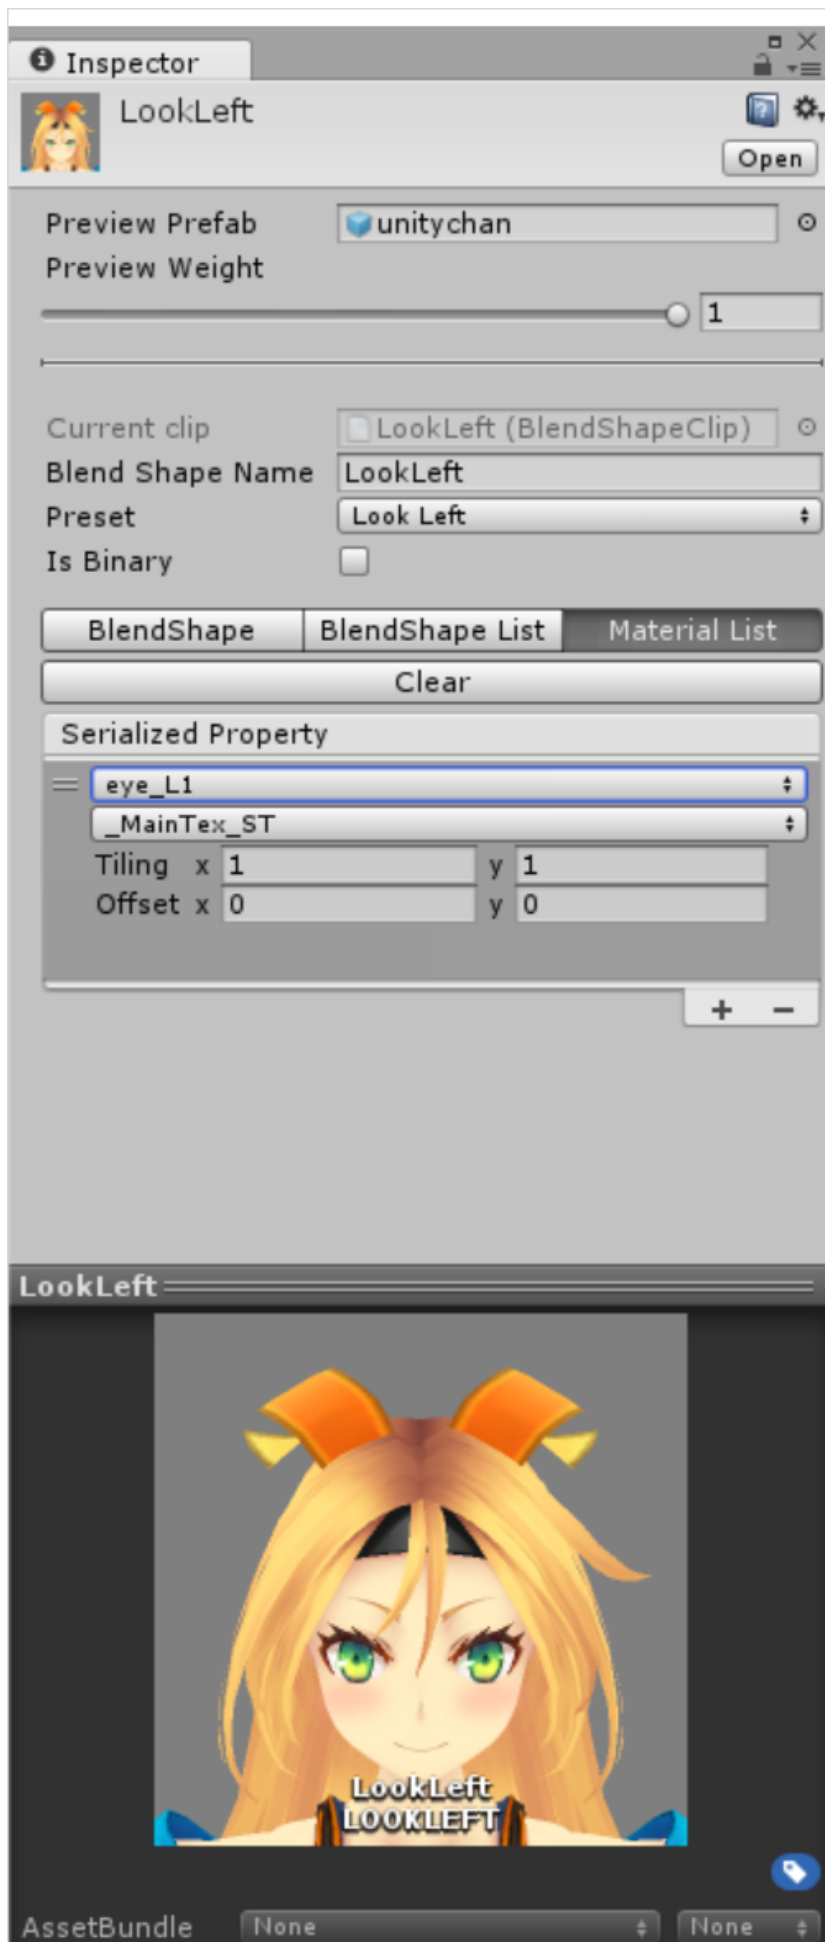 Inspector
LookLeft
Open
Preview Prefab unitychan
Preview Weight
1
Current clip LookLeft (BlendShapeClip)
Blend Shape Name LookLeft
Preset Look Left
Is Binary
BlendShape BlendShape List Material List
Clear
Serialized Property
eye_L1
_MainTex_ST
Tiling x 1 y 1
Offset x 0 y 0
+ −
LookLeft
LookLeft
LOOKLEFT
AssetBundle None None